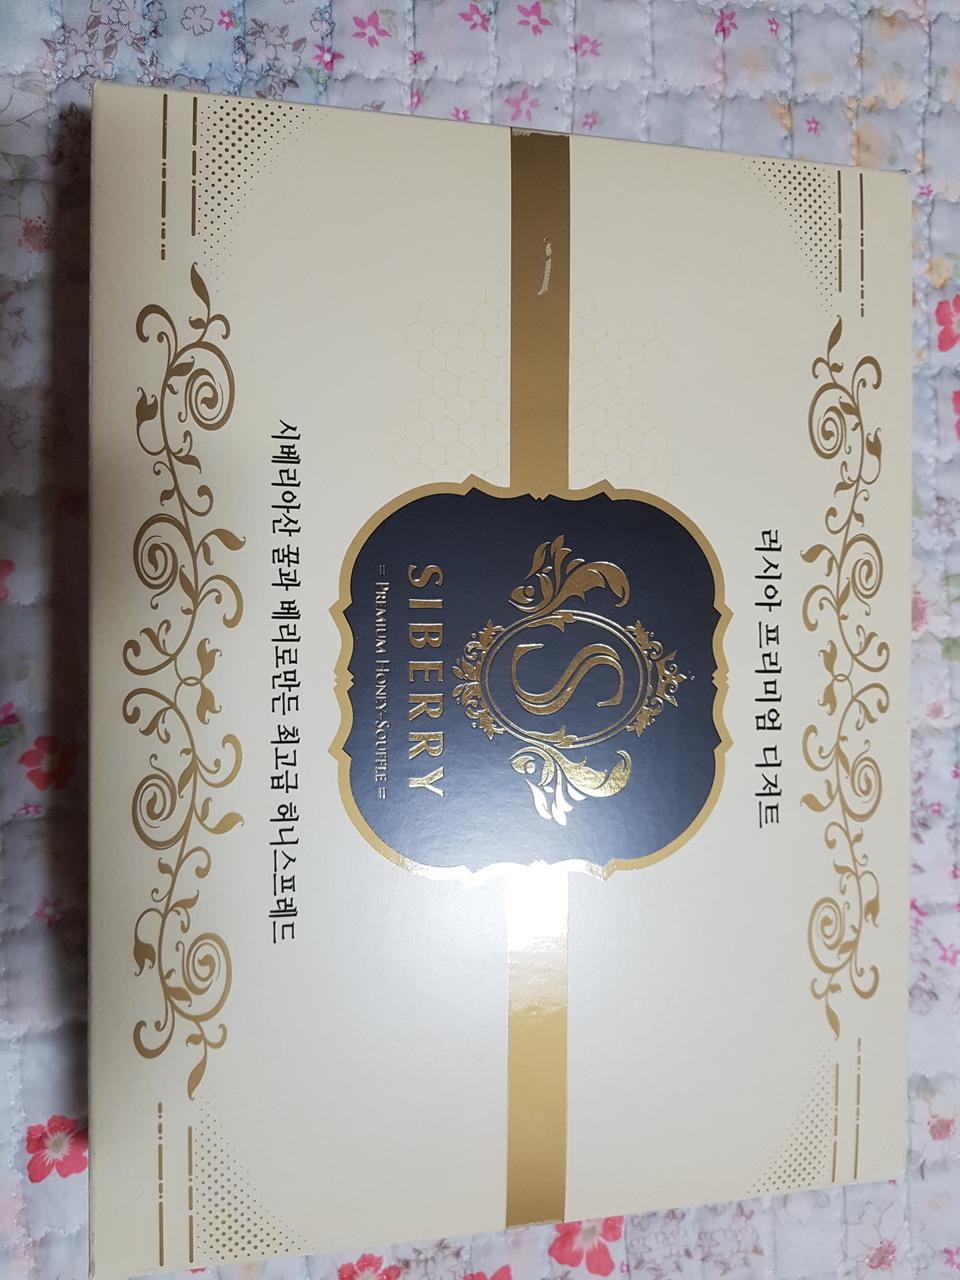 러시아 프리미엄 디저트
S
SIBERRY
= PREMIUM HONEY-SOUFFLE =
시베리아산 꿀과 베리로만든 최고급 허니스프레드